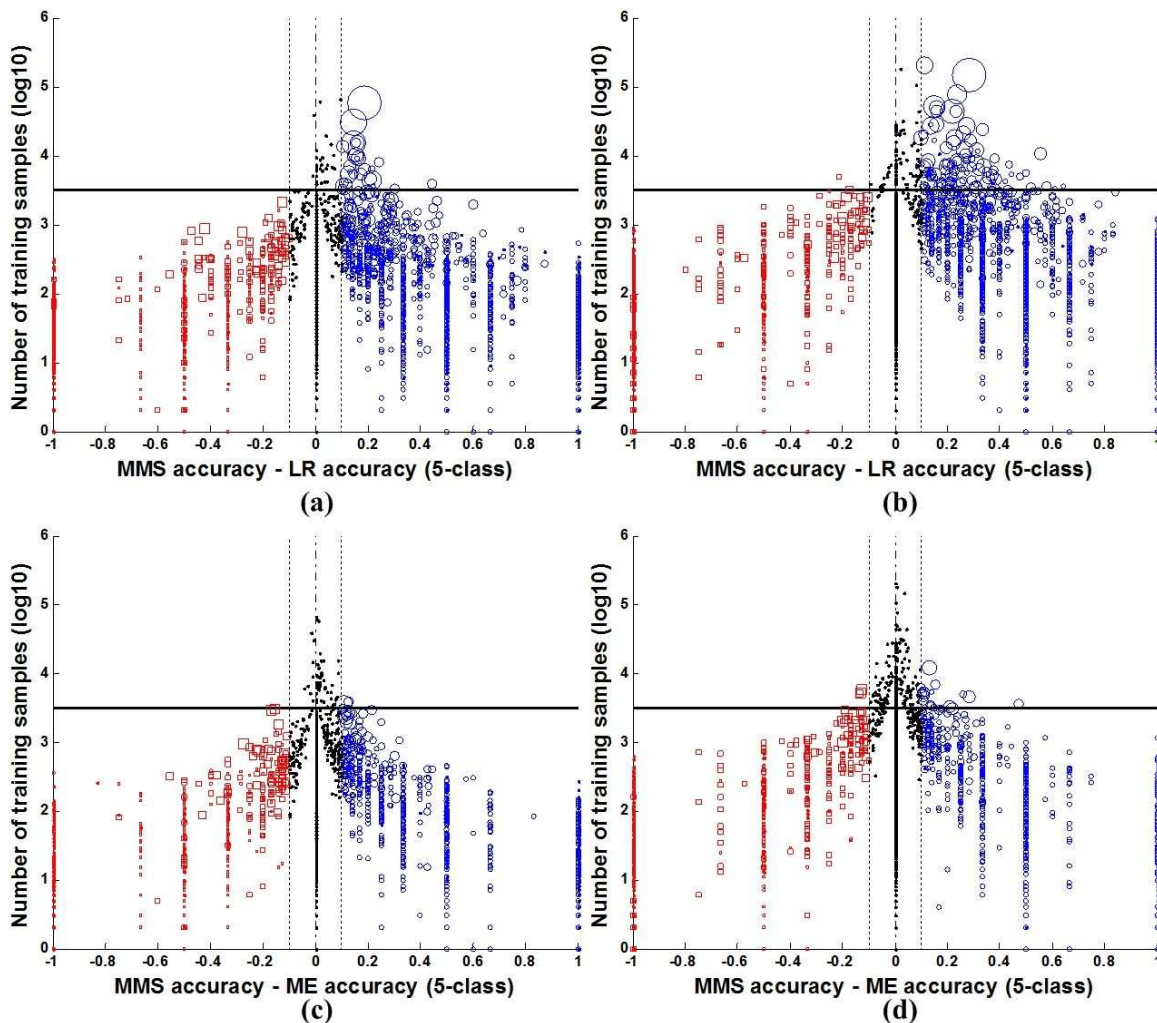 6
5
4
3
2
1
0
Number of training samples (log10)
-1 -0.8 -0.6 -0.4 -0.2 0 0.2 0.4 0.6 0.8 1
MMS accuracy - LR accuracy (5-class)
(a)
6
5
4
3
2
1
0
Number of training samples (log10)
-1 -0.8 -0.6 -0.4 -0.2 0 0.2 0.4 0.6 0.8 1
MMS accuracy - LR accuracy (5-class)
(b)
6
5
4
3
2
1
0
Number of training samples (log10)
-1 -0.8 -0.6 -0.4 -0.2 0 0.2 0.4 0.6 0.8 1
MMS accuracy - ME accuracy (5-class)
(c)
6
5
4
3
2
1
0
Number of training samples (log10)
-1 -0.8 -0.6 -0.4 -0.2 0 0.2 0.4 0.6 0.8 1
MMS accuracy - ME accuracy (5-class)
(d)